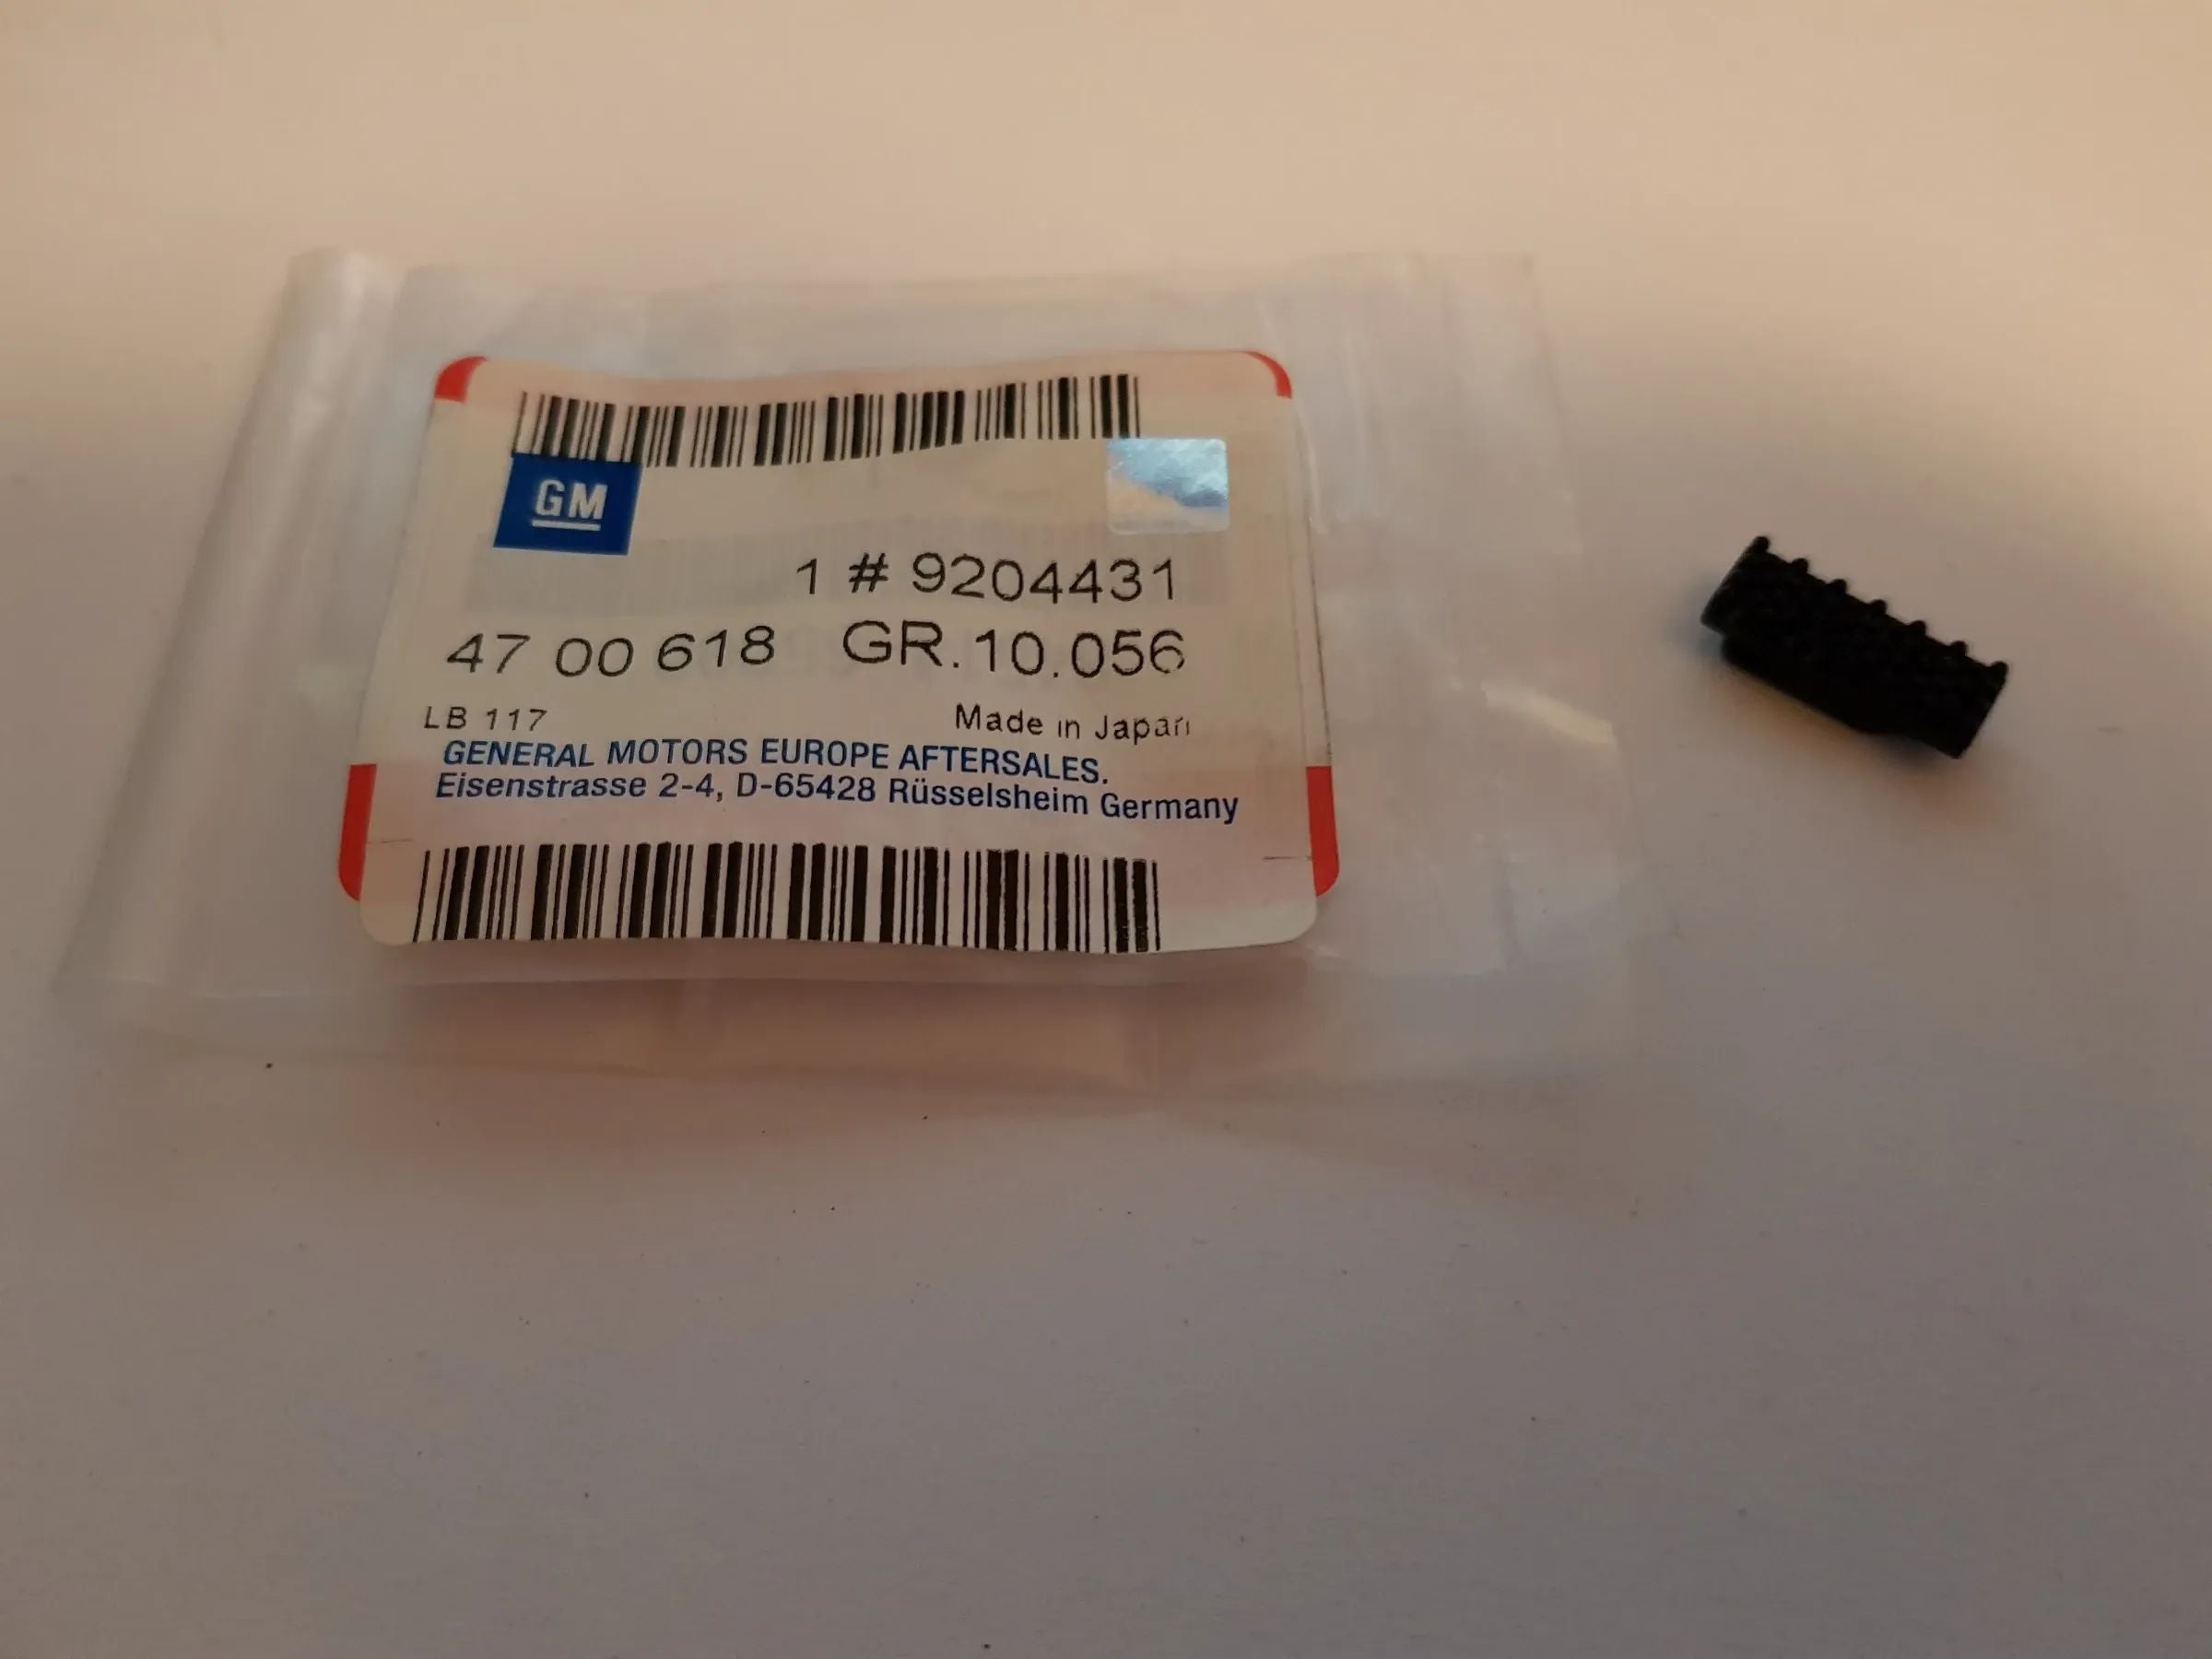 GM
1 # 9204431
47 00 618 GR.10.056
LB 117 Made in Japan
GENERAL MOTORS EUROPE AFTERSALES.
Eisenstrasse 2-4, D-65428 Rüsselsheim Germany